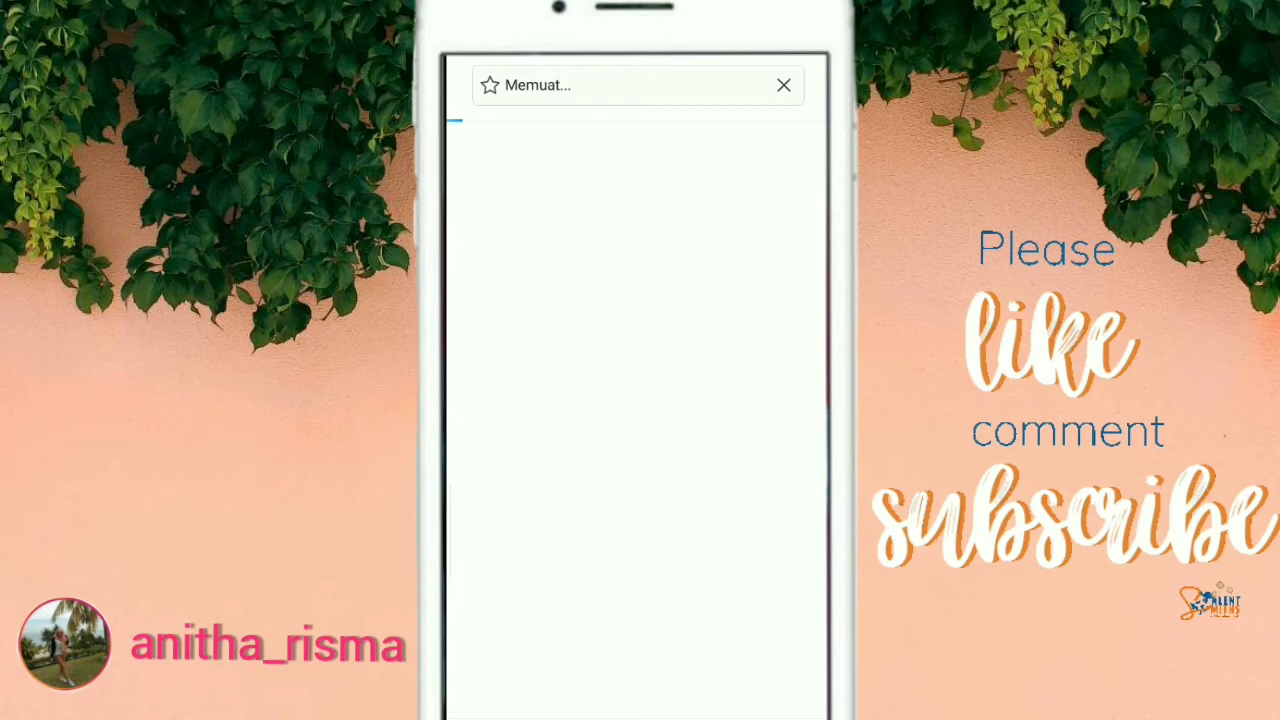 Memuat...
Please
like
comment
subscribe
anitha_risma